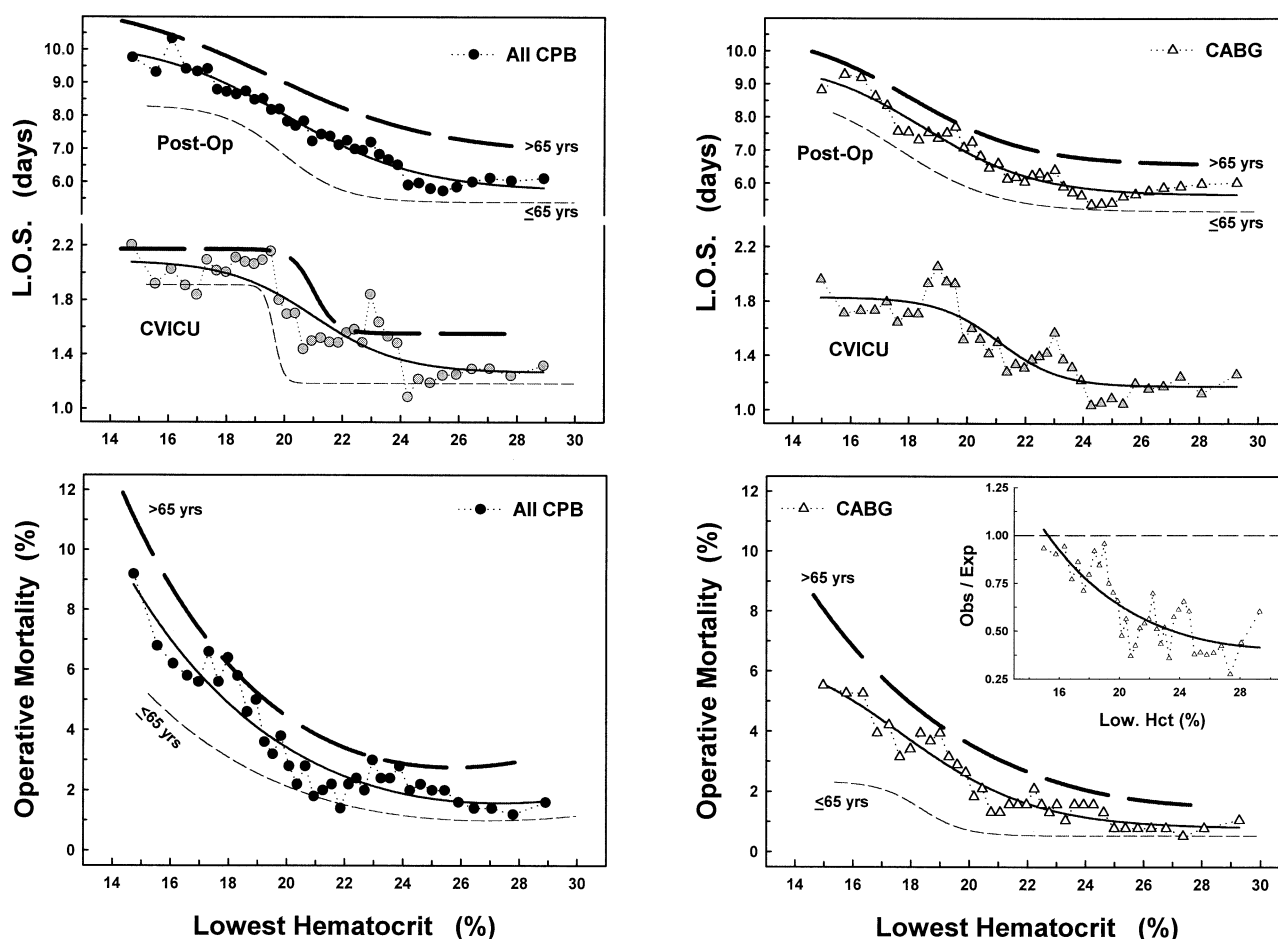 L.O.S. (days)
10.0
9.0
8.0
7.0
6.0
2.2
1.8
1.4
1.0
All CPB
Post-Op
>65 yrs
≤65 yrs
CVICU
14 16 18 20 22 24 26 28 30
L.O.S. (days)
10.0
9.0
8.0
7.0
6.0
2.2
1.8
1.4
1.0
CABG
Post-Op
>65 yrs
≤65 yrs
CVICU
14 16 18 20 22 24 26 28 30
Operative Mortality (%)
12
10
8
6
4
2
0
>65 yrs
All CPB
≤65 yrs
14 16 18 20 22 24 26 28 30
Lowest Hematocrit (%)
Operative Mortality (%)
12
10
8
6
4
2
0
CABG
>65 yrs
≤65 yrs
Obs / Exp
1.25
1.00
0.75
0.50
0.25
16 20 24 28
Low. Hct (%)
14 16 18 20 22 24 26 28 30
Lowest Hematocrit (%)